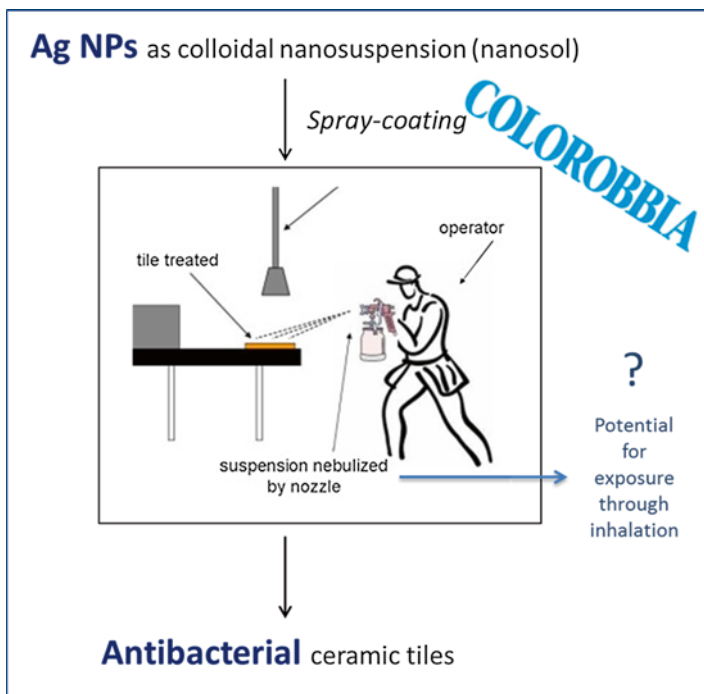 Ag NPs as colloidal nanosuspension (nanosol)
Spray-coating
COLOROBBIA
operator
tile treated
suspension nebulized
by nozzle
?
Potential
for
exposure
through
inhalation
Antibacterial ceramic tiles